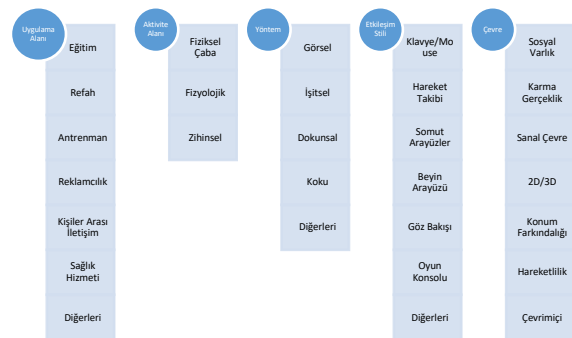 Uygulama
Alanı
Eğitim
Refah
Antrenman
Reklamcılık
Kişiler Arası
İletişim
Sağlık
Hizmeti
Diğerleri
Aktivite
Alanı
Fiziksel
Çaba
Fizyolojik
Zihinsel
Yöntem
Görsel
İşitsel
Dokunsal
Koku
Diğerleri
Etkileşim
Stili
Klavye/Mo
use
Hareket
Takibi
Somut
Arayüzler
Beyin
Arayüzü
Göz Bakışı
Oyun
Konsolu
Diğerleri
Çevre
Sosyal
Varlık
Karma
Gerçeklik
Sanal Çevre
2D/3D
Konum
Farkındalığı
Hareketlilik
Çevrimiçi